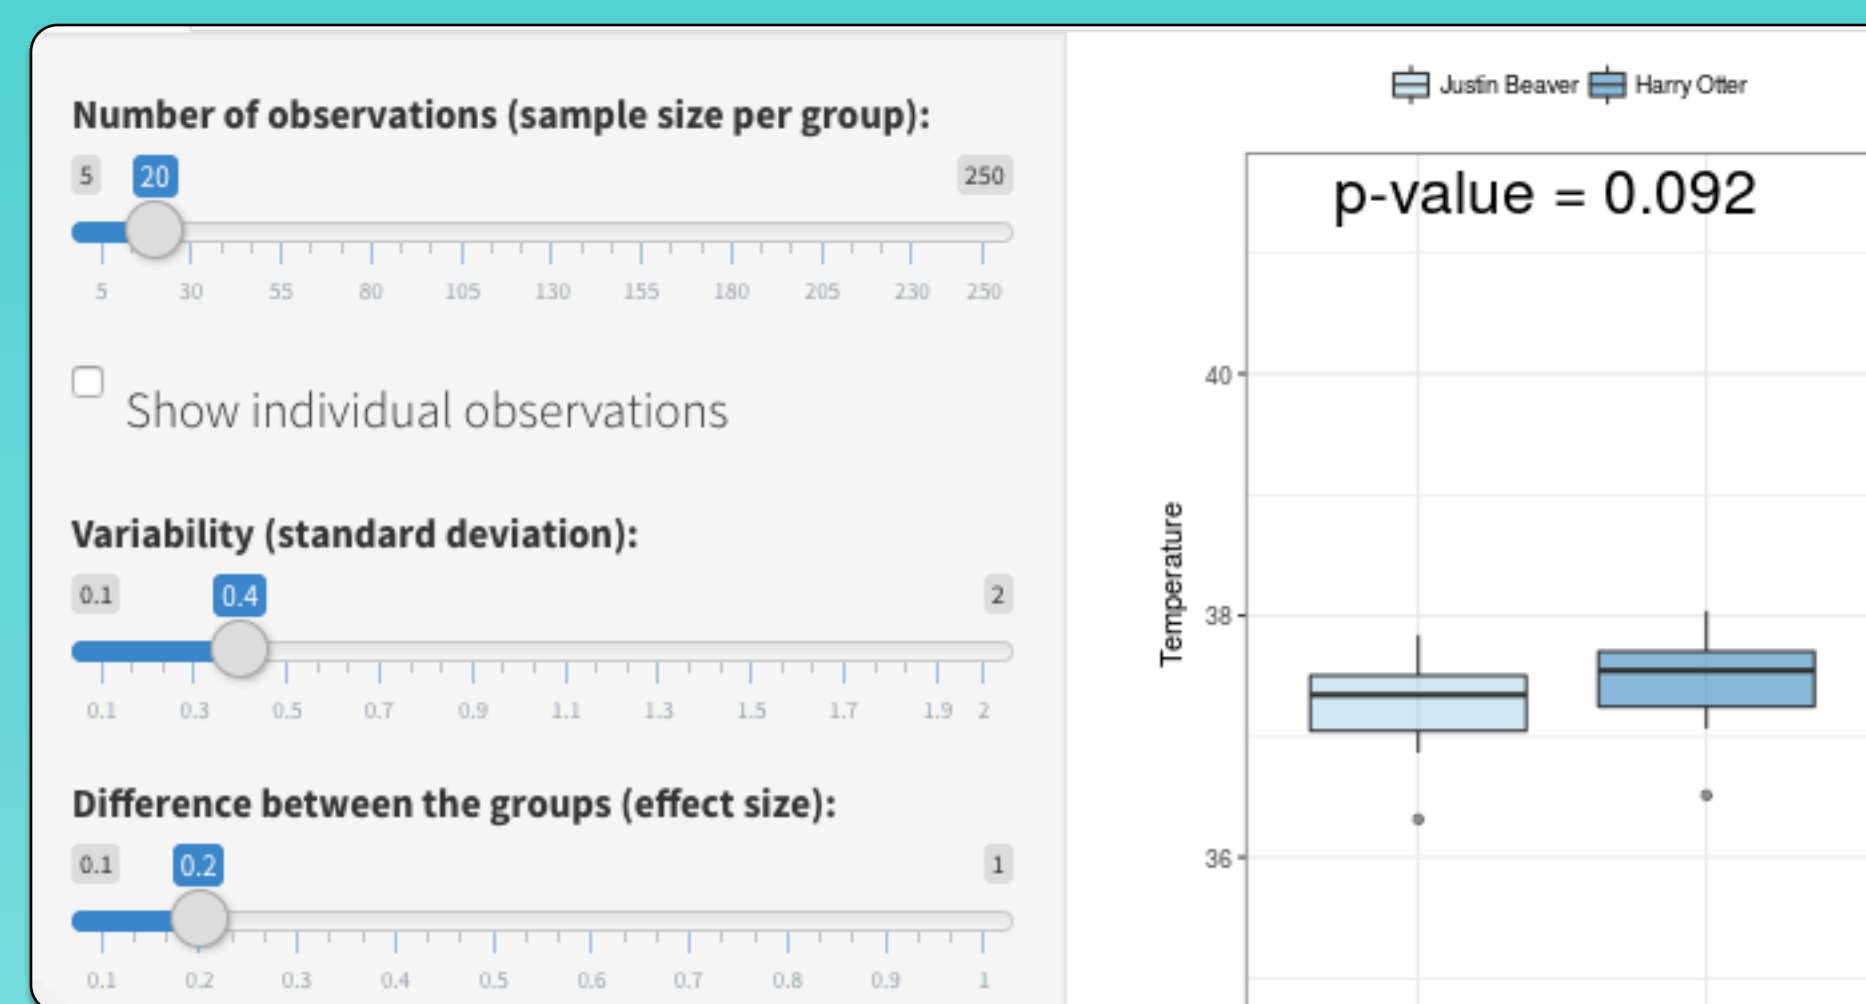 Number of observations (sample size per group):
5 20 250
5 30 55 80 105 130 155 180 205 230 250
Show individual observations
Variability (standard deviation):
0.1 0.4 2
0.1 0.3 0.5 0.7 0.9 1.1 1.3 1.5 1.7 1.9 2
Difference between the groups (effect size):
0.1 0.2 1
0.1 0.2 0.3 0.4 0.5 0.6 0.7 0.8 0.9 1
Justin Beaver Harry Otter
p-value = 0.092
Temperature
40
38
36